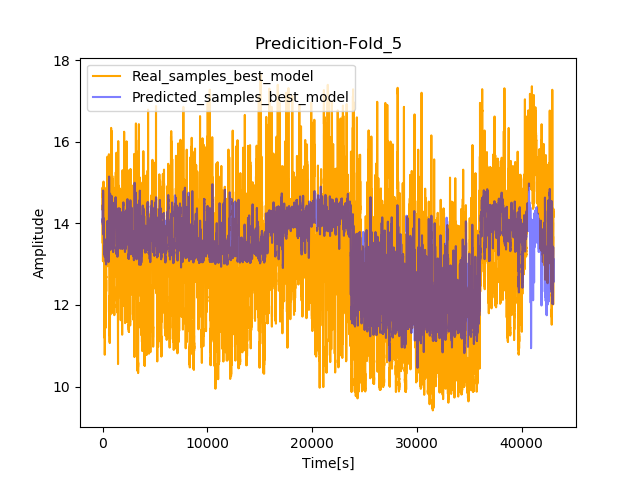 Predicition-Fold_5
Real_samples_best_model
Predicted_samples_best_model
18
16
14
12
10
Amplitude
0
10000
20000
30000
40000
Time[s]